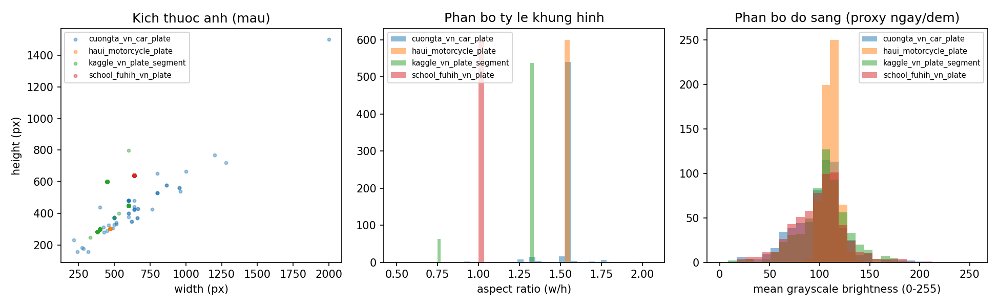 Kich thuoc anh (mau)
cuongta_vn_car_plate
haui_motorcycle_plate
kaggle_vn_plate_segment
school_fuhih_vn_plate
height (px)
1400
1200
1000
800
600
400
200
250 500 750 1000 1250 1500 1750 2000
width (px)
Phan bo ty le khung hinh
cuongta_vn_car_plate
haui_motorcycle_plate
kaggle_vn_plate_segment
school_fuhih_vn_plate
600
500
400
300
200
100
0
0.50 0.75 1.00 1.25 1.50 1.75 2.00
aspect ratio (w/h)
Phan bo do sang (proxy ngay/dem)
cuongta_vn_car_plate
haui_motorcycle_plate
kaggle_vn_plate_segment
school_fuhih_vn_plate
250
200
150
100
50
0
0 50 100 150 200 250
mean grayscale brightness (0-255)